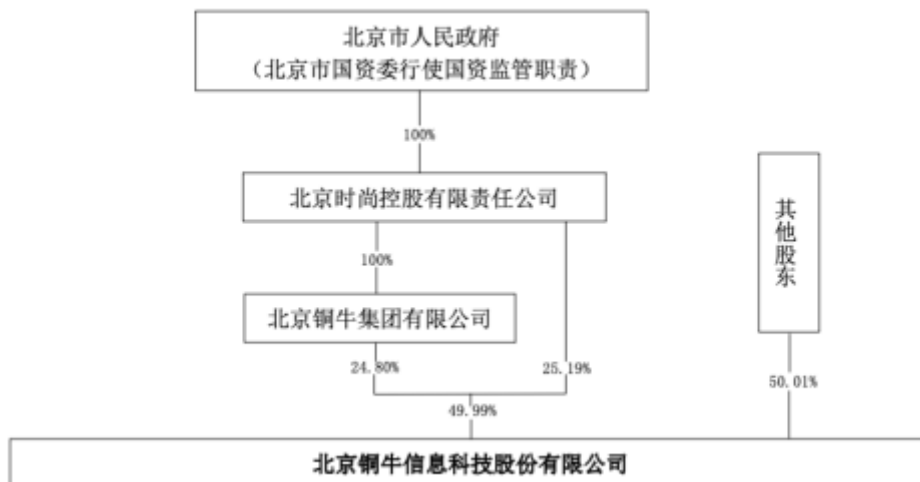 北京市人民政府
（北京市国资委行使国资监管职责）
100%
北京时尚控股有限责任公司
其他股东
100%
北京铜牛集团有限公司
24.80%
25.19%
50.01%
49.99%
北京铜牛信息科技股份有限公司